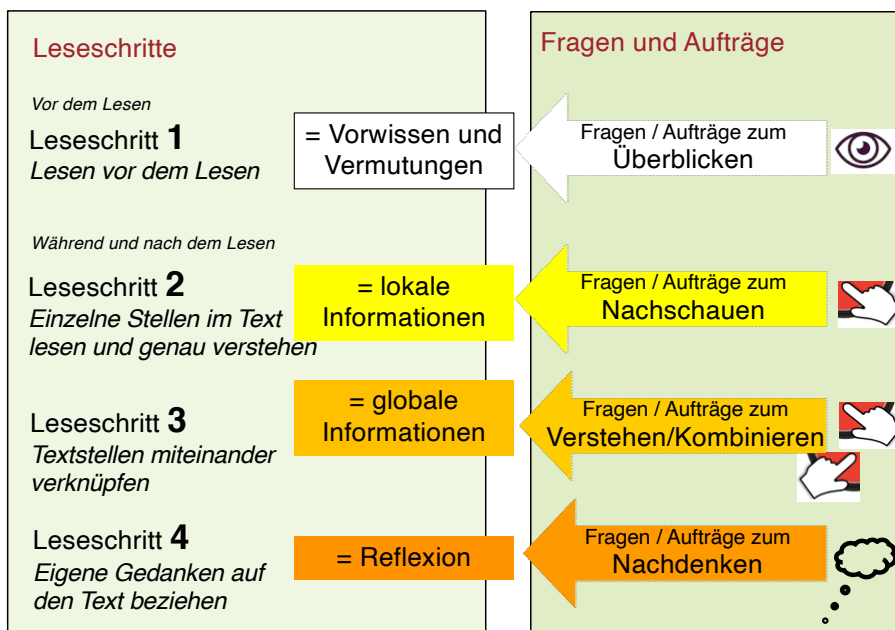 Leseschritte
Fragen und Aufträge
Vor dem Lesen
Leseschritt 1
Lesen vor dem Lesen
= Vorwissen und
Vermutungen
Fragen / Aufträge zum
Überblicken
Während und nach dem Lesen
Leseschritt 2
Einzelne Stellen im Text
lesen und genau verstehen
= lokale
Informationen
Fragen / Aufträge zum
Nachschauen
Leseschritt 3
Textstellen miteinander
verknüpfen
= globale
Informationen
Fragen / Aufträge zum
Verstehen/Kombinieren
Leseschritt 4
Eigene Gedanken auf
den Text beziehen
= Reflexion
Fragen / Aufträge zum
Nachdenken